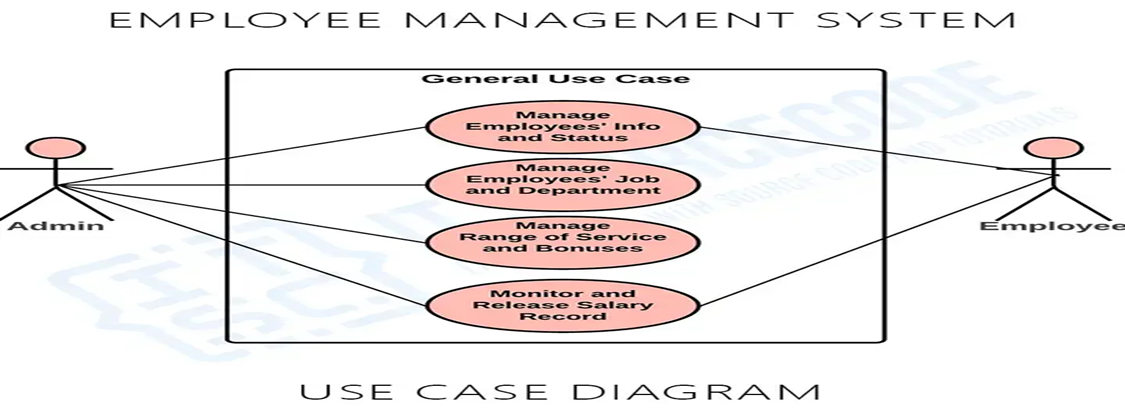 EMPLOYEE MANAGEMENT SYSTEM
General Use Case
Manage
Employees' Info
and Status
Manage
Employees' Job
and Department
Manage
Range of Service
and Bonuses
Monitor and
Release Salary
Record
Admin
Employee
USE CASE DIAGRAM